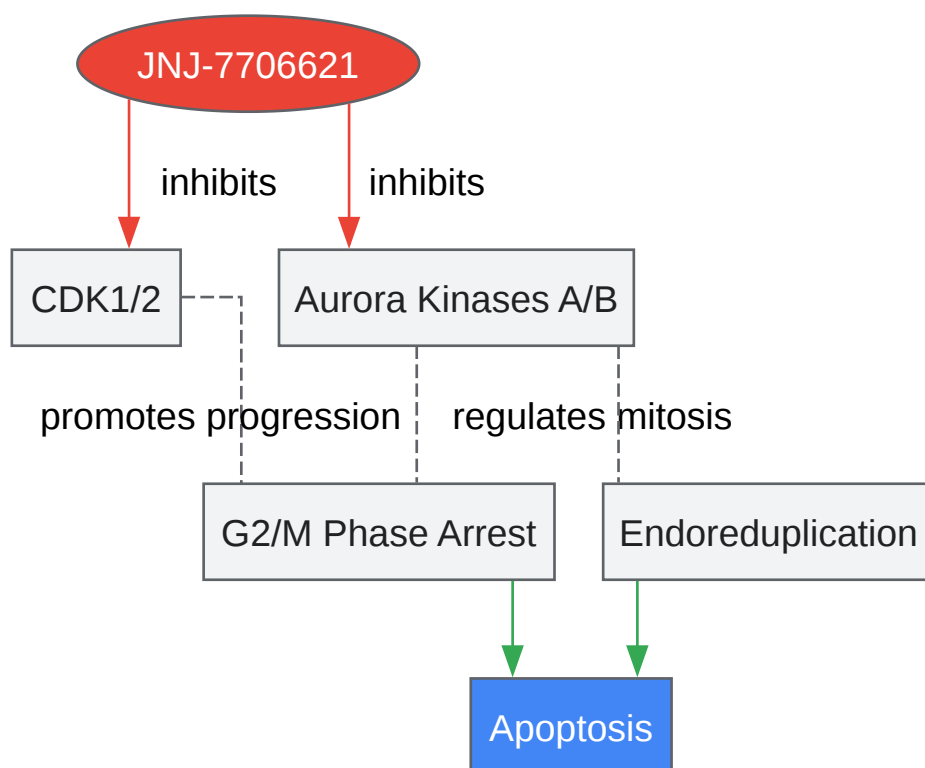 JNJ-7706621
inhibits
inhibits
CDK1/2
Aurora Kinases A/B
promotes progression
regulates mitosis
G2/M Phase Arrest
Endoreduplication
Apoptosis